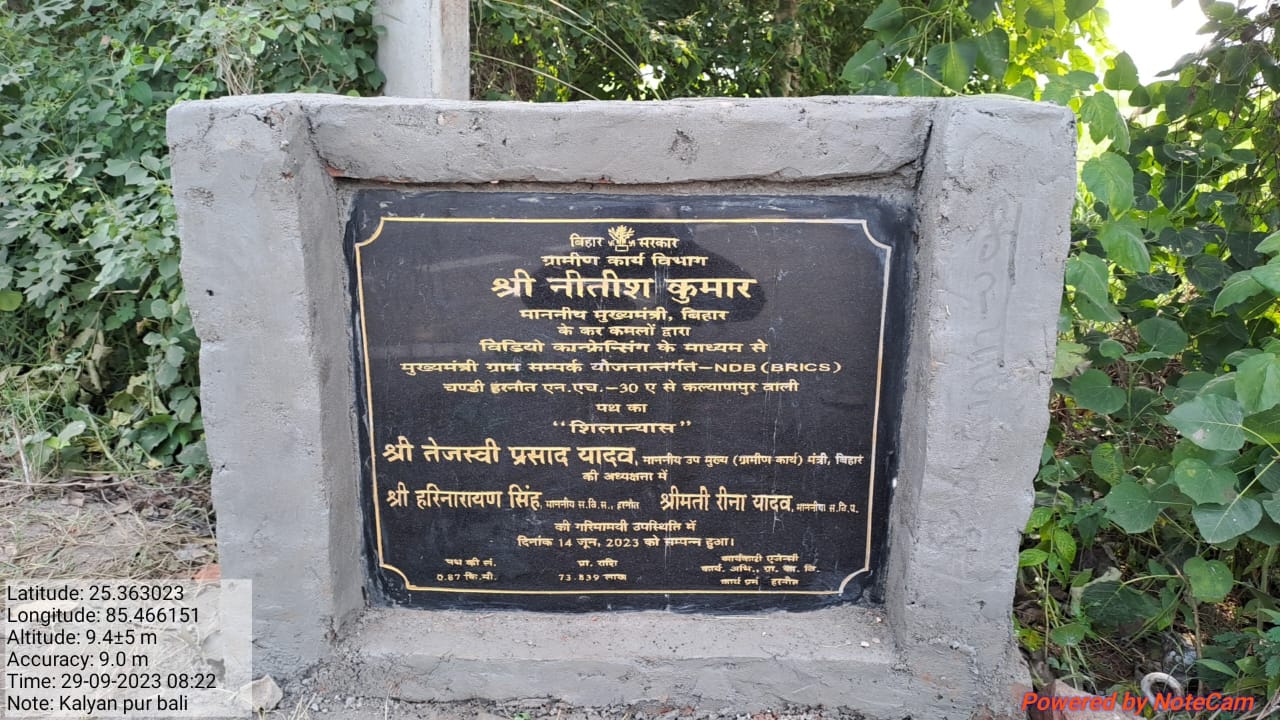 बिहार सरकार
ग्रामीण कार्य विभाग
श्री नीतीश कुमार
माननीय मुख्यमंत्री, बिहार
के कर कमलों द्वारा
विडियो कान्फ्रेन्सिंग के माध्यम से
मुख्यमंत्री ग्राम सम्पर्क यौजनान्तर्गत-NDB (BRICS)
चण्डी हरनौत एन.एच.-30 ए से कल्याणपुर वाली
पथ का
“शिलान्यास”
श्री तेजस्वी प्रसाद यादव, माननीय उप मुख्य (ग्रामीण कार्य) मंत्री, बिहार
की अध्यक्षता में
श्री हरिनारायण सिंह, माननीय स.वि.स., हरनौत श्रीमती रीना यादव, माननीया स.वि.प.
की गरिमामयी उपस्थिति में
दिनांक 14 जून, 2023 को सम्पन्न हुआ।
पथ की लं. प्रा. राशि कार्यकारी एजेन्सी
0.87 कि.मी. 73.839 लाख कार्य. अभि., ग्रा. का. वि.
कार्य प्रमं. हरनौत
Latitude: 25.363023
Longitude: 85.466151
Altitude: 9.4±5 m
Accuracy: 9.0 m
Time: 29-09-2023 08:22
Note: Kalyan pur bali
Powered by NoteCam